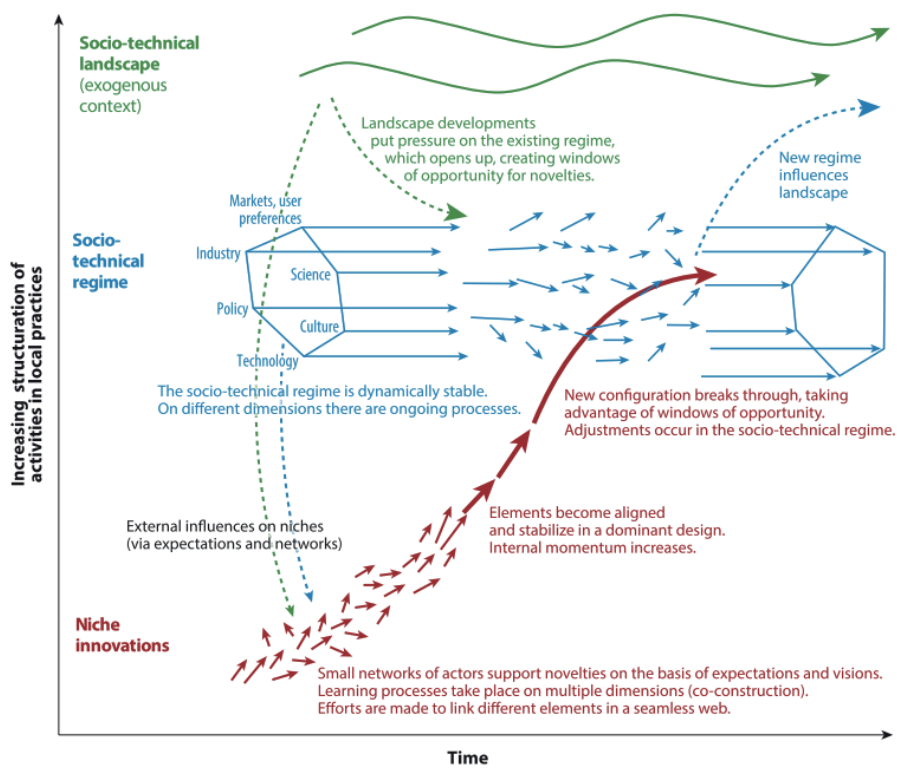 Socio-technical
landscape
(exogenous
context)
Landscape developments
put pressure on the existing regime,
which opens up, creating windows
of opportunity for novelties.
New regime
influences
landscape
Markets, user
preferences
Socio-
technical
regime
Industry
Science
Policy
Culture
Technology
The socio-technical regime is dynamically stable.
On different dimensions there are ongoing processes.
New configuration breaks through, taking
advantage of windows of opportunity.
Adjustments occur in the socio-technical regime.
Increasing structuration of
activities in local practices
Elements become aligned
and stabilize in a dominant design.
Internal momentum increases.
External influences on niches
(via expectations and networks)
Niche
innovations
Small networks of actors support novelties on the basis of expectations and visions.
Learning processes take place on multiple dimensions (co-construction).
Efforts are made to link different elements in a seamless web.
Time